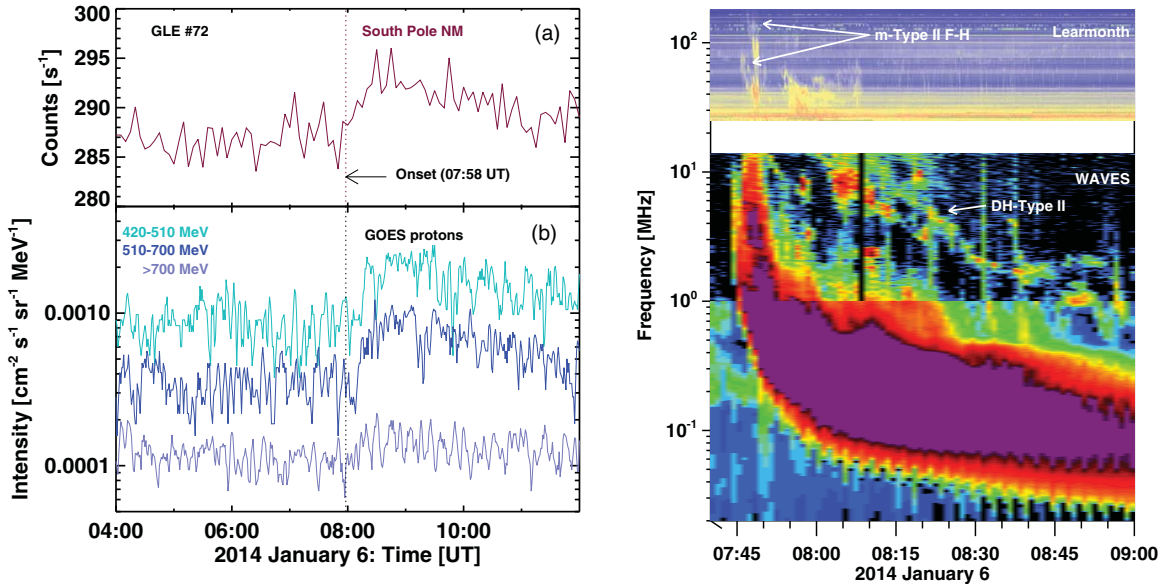 GLE #72
South Pole NM
(a)
300
295
290
285
280
Counts [s⁻¹]
Onset (07:58 UT)
420-510 MeV
510-700 MeV
>700 MeV
GOES protons
(b)
0.0010
0.0001
Intensity [cm⁻² s⁻¹ sr⁻¹ MeV⁻¹]
04:00 06:00 08:00 10:00
2014 January 6: Time [UT]
Learmonth
m-Type II F-H
10²
WAVES
10¹
DH-Type II
10⁰
10⁻¹
Frequency [MHz]
07:45 08:00 08:15 08:30 08:45 09:00
2014 January 6